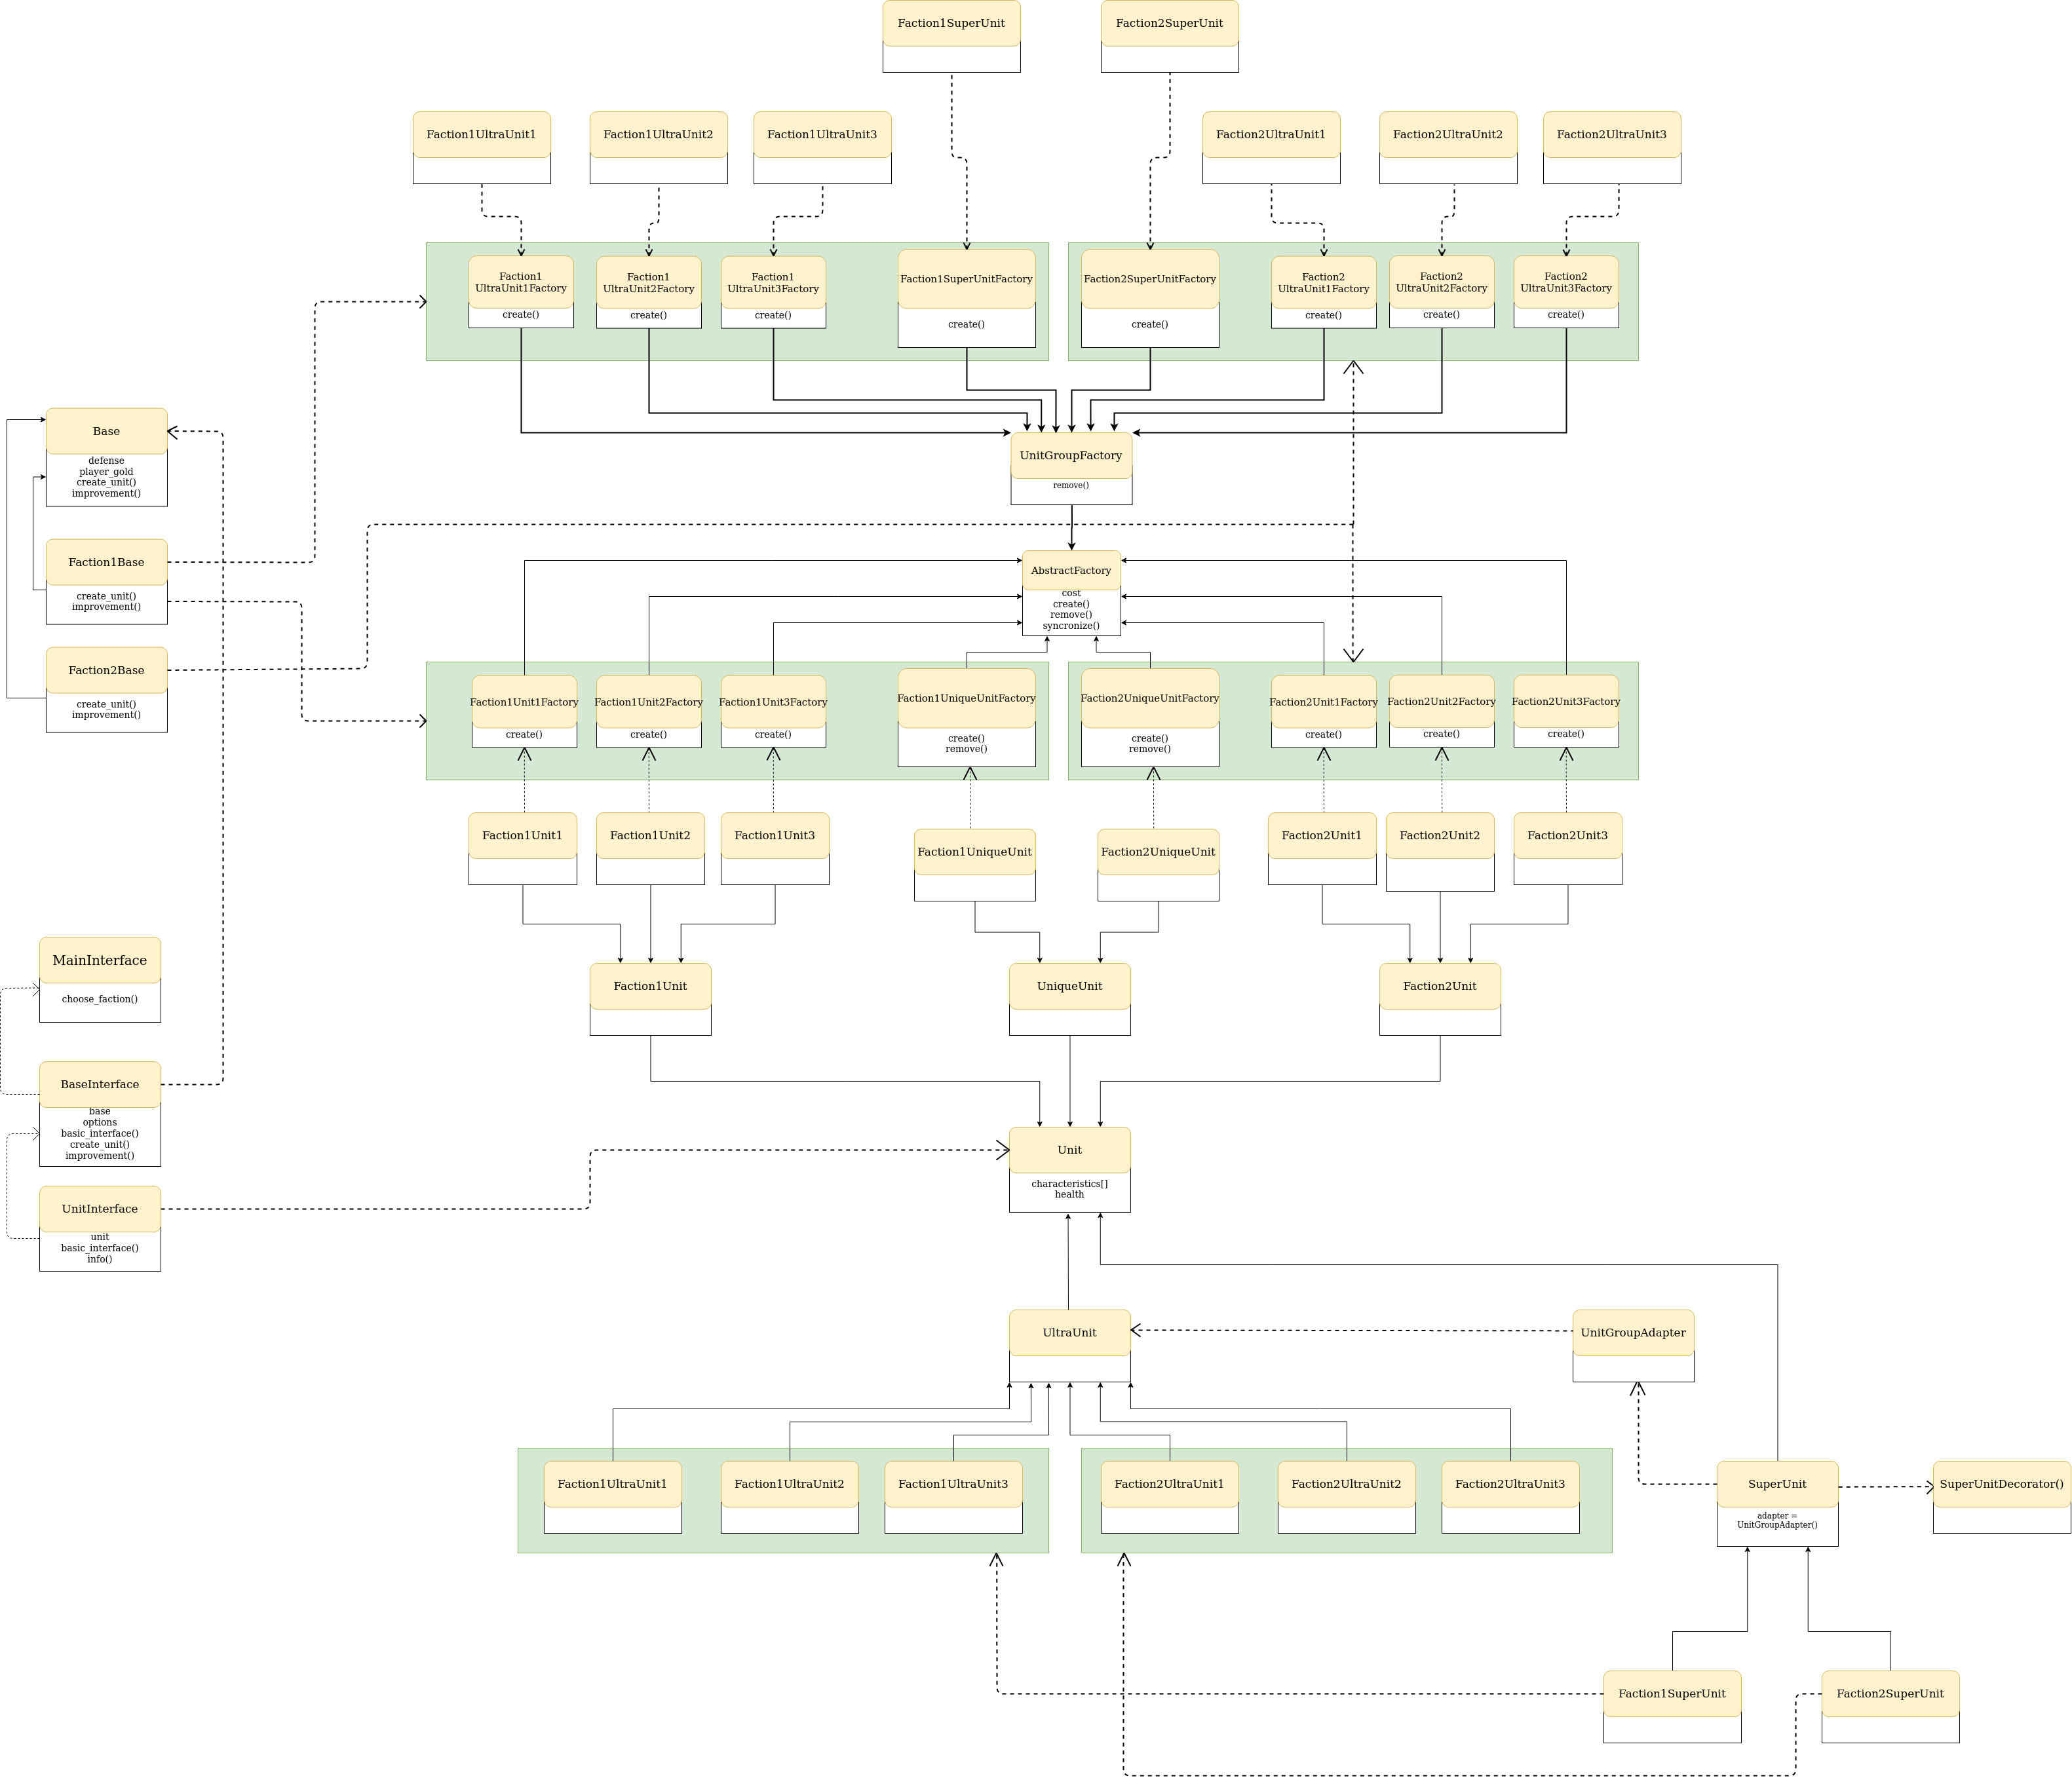 Faction1SuperUnit
Faction2SuperUnit
Faction1UltraUnit1
Faction1UltraUnit2
Faction1UltraUnit3
Faction2UltraUnit1
Faction2UltraUnit2
Faction2UltraUnit3
Faction1
UltraUnit1Factory
create()
Faction1
UltraUnit2Factory
create()
Faction1
UltraUnit3Factory
create()
Faction1SuperUnitFactory
create()
Faction2SuperUnitFactory
create()
Faction2
UltraUnit1Factory
create()
Faction2
UltraUnit2Factory
create()
Faction2
UltraUnit3Factory
create()
Base
defense
player_gold
create_unit()
improvement()
UnitGroupFactory
remove()
Faction1Base
create_unit()
improvement()
AbstractFactory
cost
create()
remove()
syncronize()
Faction2Base
create_unit()
improvement()
Faction1Unit1Factory
create()
Faction1Unit2Factory
create()
Faction1Unit3Factory
create()
Faction1UniqueUnitFactory
create()
remove()
Faction2UniqueUnitFactory
create()
remove()
Faction2Unit1Factory
create()
Faction2Unit2Factory
create()
Faction2Unit3Factory
create()
Faction1Unit1
Faction1Unit2
Faction1Unit3
Faction1UniqueUnit
Faction2UniqueUnit
Faction2Unit1
Faction2Unit2
Faction2Unit3
MainInterface
choose_faction()
Faction1Unit
UniqueUnit
Faction2Unit
BaseInterface
base
options
basic_interface()
create_unit()
improvement()
Unit
characteristics[]
health
UnitInterface
unit
basic_interface()
info()
UltraUnit
UnitGroupAdapter
Faction1UltraUnit1
Faction1UltraUnit2
Faction1UltraUnit3
Faction2UltraUnit1
Faction2UltraUnit2
Faction2UltraUnit3
SuperUnit
adapter =
UnitGroupAdapter()
SuperUnitDecorator()
Faction1SuperUnit
Faction2SuperUnit